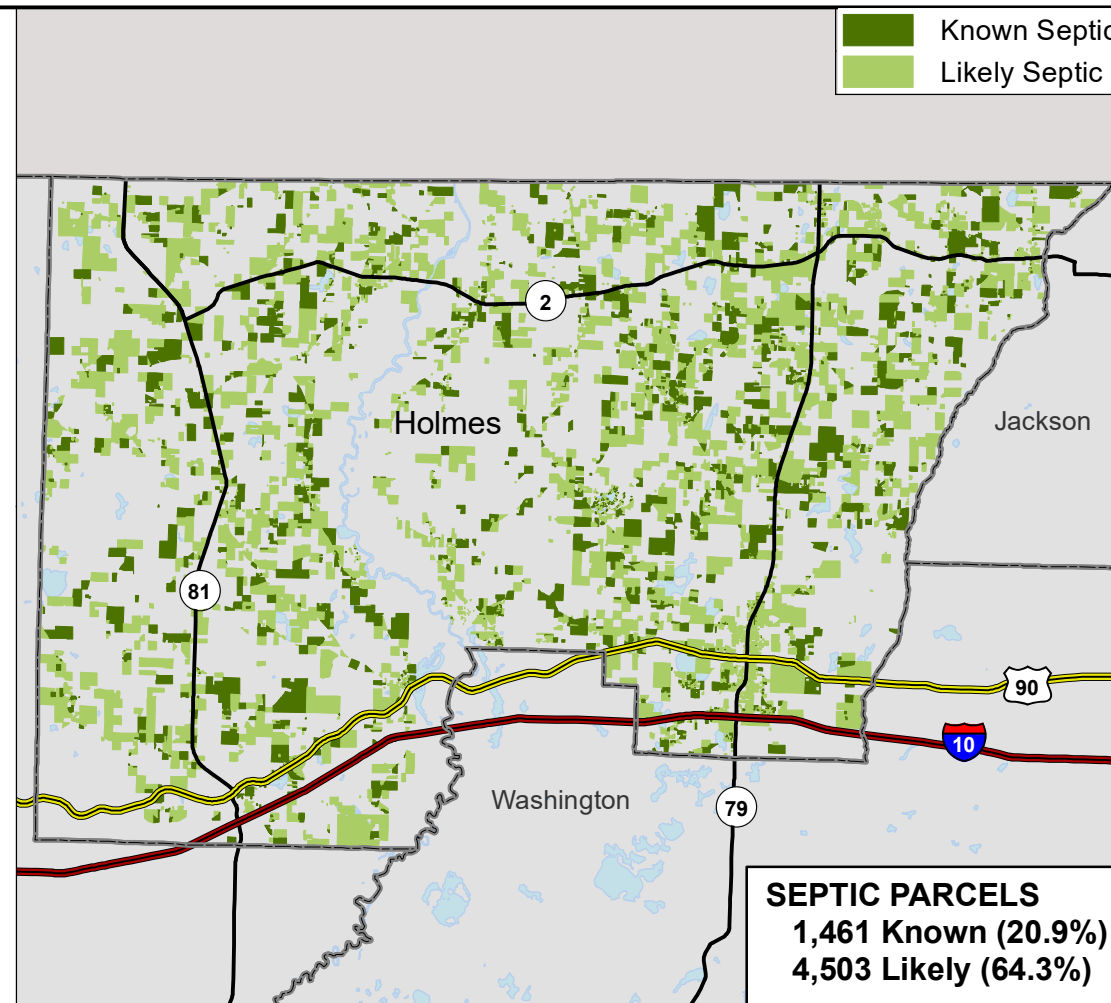 Known Septic
Likely Septic
2
Holmes
Jackson
81
90
10
Washington
79
SEPTIC PARCELS
1,461 Known (20.9%)
4,503 Likely (64.3%)